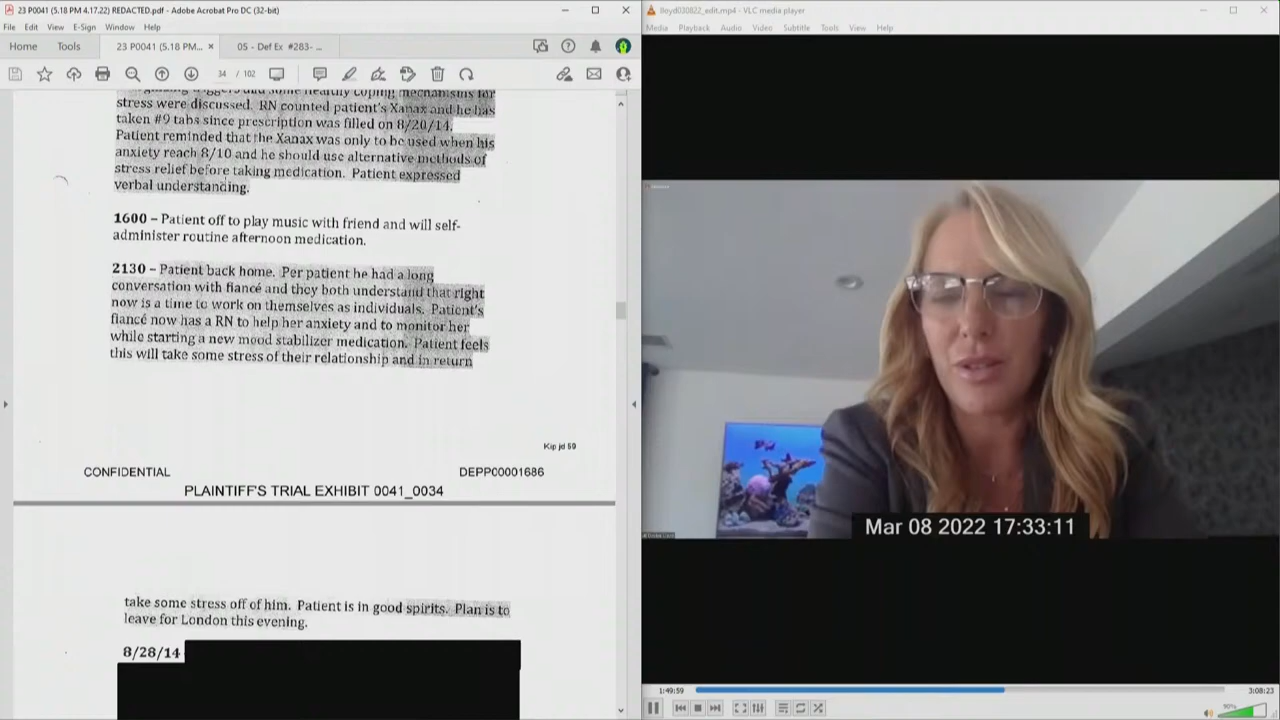 23 P0041 (5.18 PM 4.17.22) REDACTED.pdf - Adobe Acrobat Pro DC (32-bit)
File Edit View E-Sign Window Help
Home Tools 23 P0041 (5.18 PM... × 05 - Def Ex #283- ...
34 / 102
healthy coping mechanisms for
stress were discussed. RN counted patient's Xanax and he has
taken #9 tabs since prescription was filled on 8/20/14.
Patient reminded that the Xanax was only to be used when his
anxiety reach 8/10 and he should use alternative methods of
stress relief before taking medication. Patient expressed
verbal understanding.
1600 – Patient off to play music with friend and will self-
administer routine afternoon medication.
2130 – Patient back home. Per patient he had a long
conversation with fiancé and they both understand that right
now is a time to work on themselves as individuals. Patient's
fiancé now has a RN to help her anxiety and to monitor her
while starting a new mood stabilizer medication. Patient feels
this will take some stress of their relationship and in return
Kip jd 59
CONFIDENTIAL DEPP00001686
PLAINTIFF'S TRIAL EXHIBIT 0041_0034
take some stress off of him. Patient is in good spirits. Plan is to
leave for London this evening.
8/28/14
lloyd030822_edit.mp4 - VLC media player
Media Playback Audio Video Subtitle Tools View Help
Mar 08 2022 17:33:11
1:49:59 3:08:23
90%